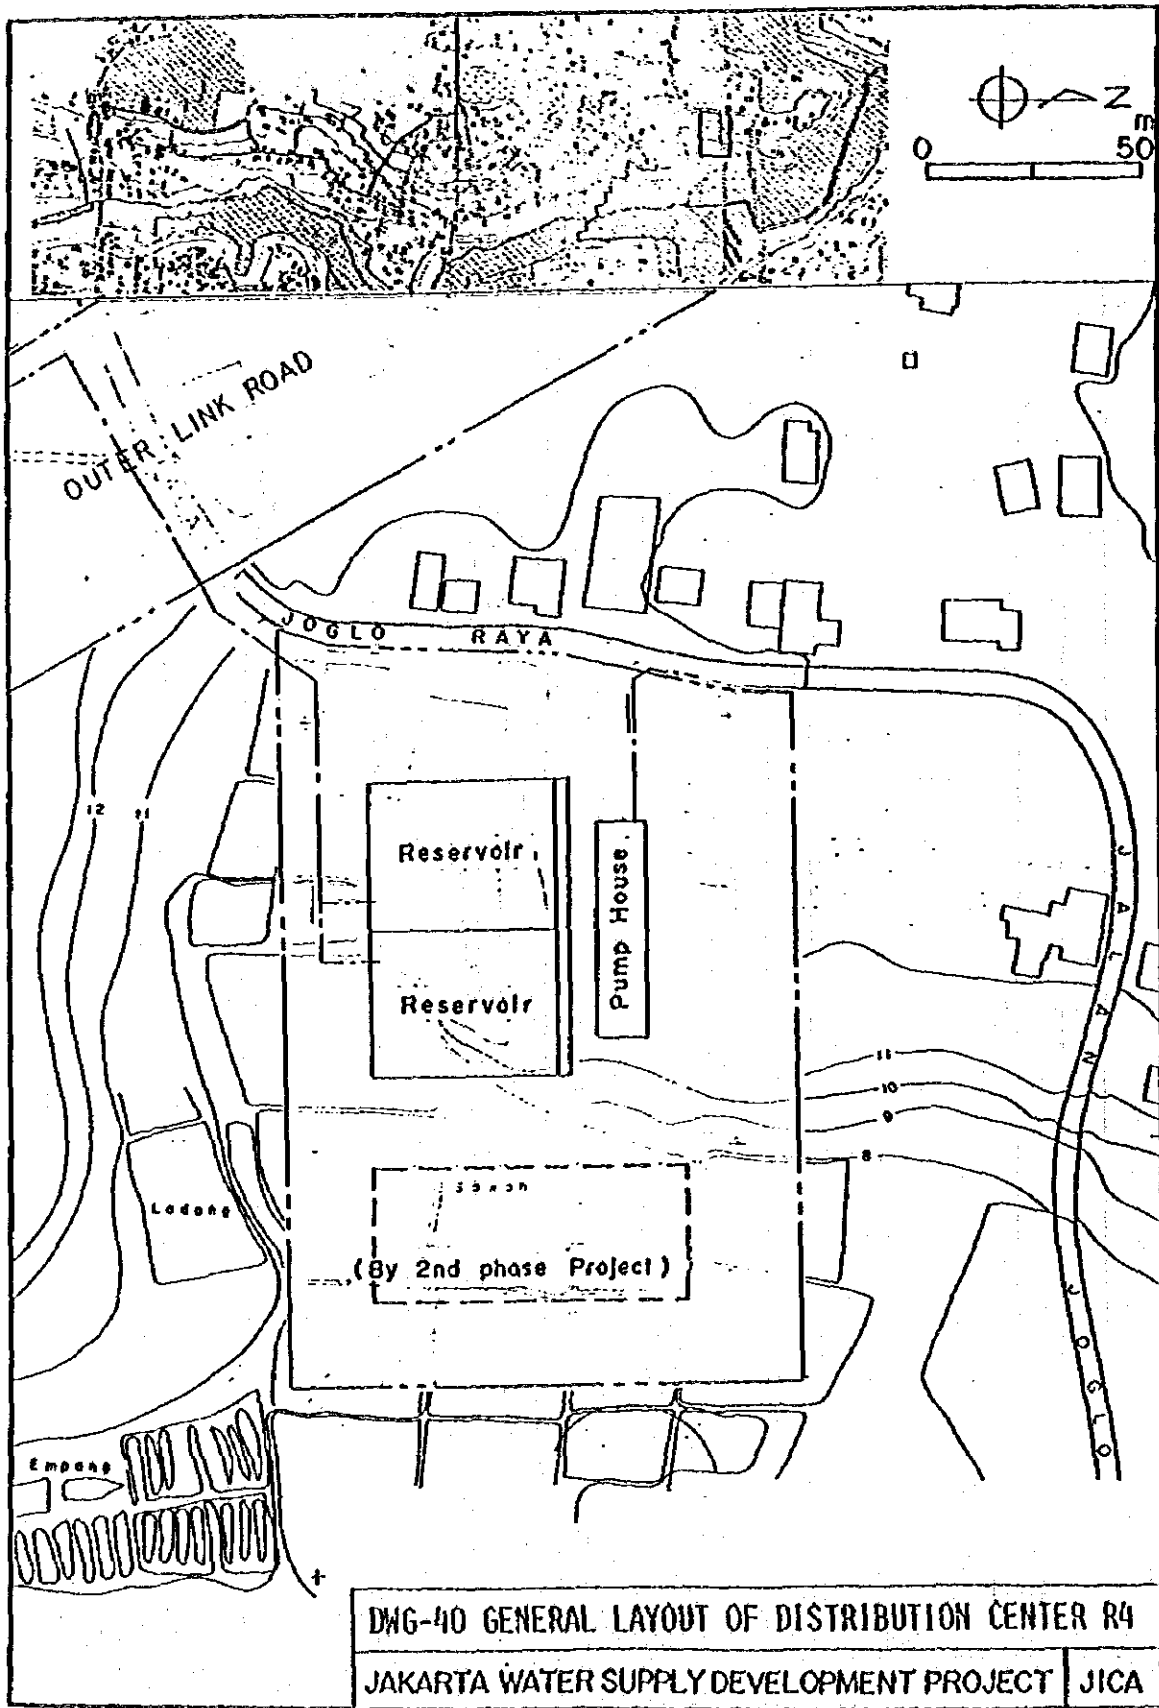 N
m
0 50
OUTER LINK ROAD
JOGLO RAYA
12 11
Reservoir
Pump House
Reservoir
JALAN JOGLO
11
10
9
8
Ladang
(By 2nd phase Project)
Empang
DWG-40 GENERAL LAYOUT OF DISTRIBUTION CENTER R4
JAKARTA WATER SUPPLY DEVELOPMENT PROJECT JICA